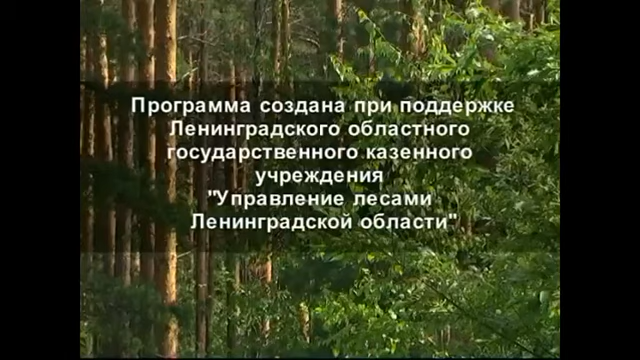 Программа создана при поддержке
Ленинградского областного
государственного казенного
учреждения
"Управление лесами
Ленинградской области"